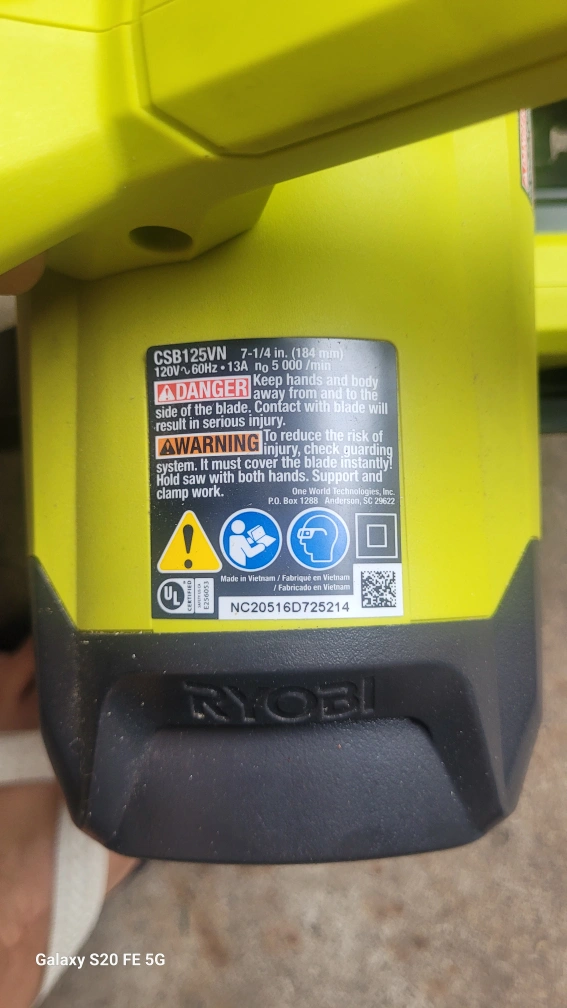 CSB125VN 7-1/4 in. (184 mm)
120V~60Hz • 13A n₀ 5 000 /min
DANGER Keep hands and body
away from and to the
side of the blade. Contact with blade will
result in serious injury.
WARNING To reduce the risk of
injury, check guarding
system. It must cover the blade instantly!
Hold saw with both hands. Support and
clamp work.
One World Technologies, Inc.
P.O. Box 1288 Anderson, SC 29622
Made in Vietnam / Fabriqué en Vietnam
/ Fabricado en Vietnam
UL CERTIFIED
E256053
NC20516D725214
RYOBI
Galaxy S20 FE 5G